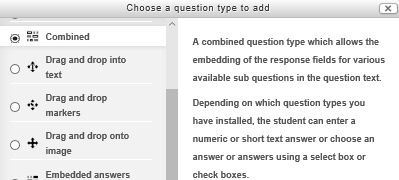 Choose a question type to add
Combined
Drag and drop into
text
Drag and drop
markers
Drag and drop onto
image
Embedded answers
A combined question type which allows the
embedding of the response fields for various
available sub questions in the question text.
Depending on which question types you
have installed, the student can enter a
numeric or short text answer or choose an
answer or answers using a select box or
check boxes.